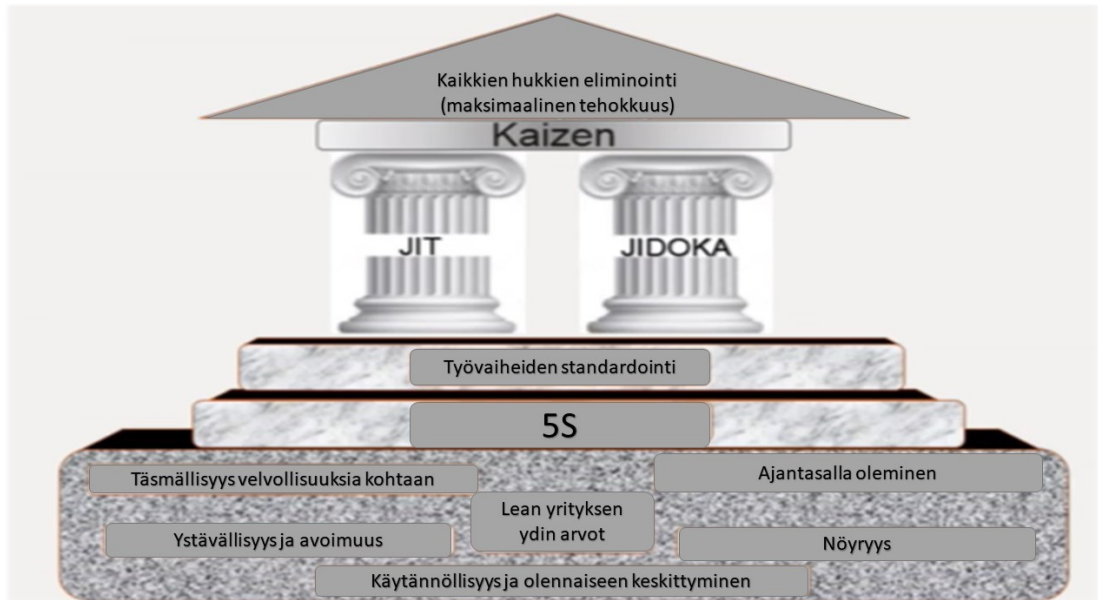 Kaikkien hukkien eliminointi
(maksimaalinen tehokkuus)
Kaizen
JIT
JIDOKA
Työvaiheiden standardointi
5S
Täsmällisyys velvollisuuksia kohtaan
Ajantasalla oleminen
Lean yrityksen
ydin arvot
Ystävällisyys ja avoimuus
Nöyryys
Käytännöllisyys ja olennaiseen keskittyminen